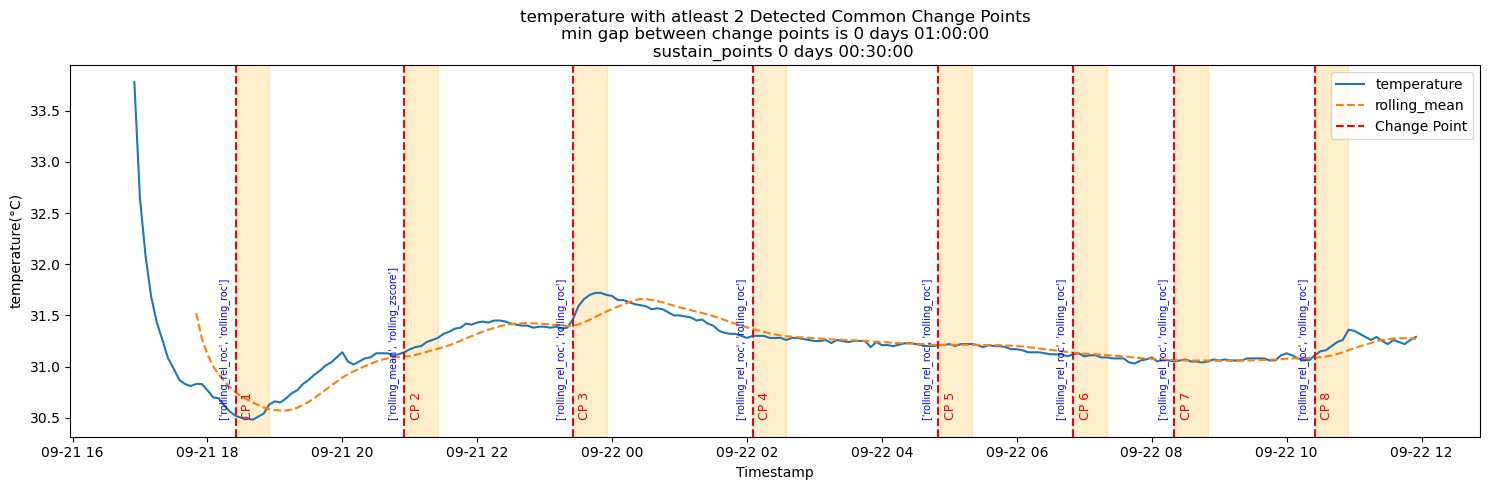 temperature with atleast 2 Detected Common Change Points
min gap between change points is 0 days 01:00:00
sustain_points 0 days 00:30:00
temperature(°C)
33.5
33.0
32.5
32.0
31.5
31.0
30.5
temperature
rolling_mean
Change Point
['rolling_rel_roc', 'rolling_roc']
CP 1
['rolling_mean', 'rolling_zscore']
CP 2
['rolling_rel_roc', 'rolling_roc']
CP 3
['rolling_rel_roc', 'rolling_roc']
CP 4
['rolling_rel_roc', 'rolling_roc']
CP 5
['rolling_rel_roc', 'rolling_roc']
CP 6
['rolling_rel_roc', 'rolling_roc']
CP 7
['rolling_rel_roc', 'rolling_roc']
CP 8
09-21 16
09-21 18
09-21 20
09-21 22
09-22 00
09-22 02
09-22 04
09-22 06
09-22 08
09-22 10
09-22 12
Timestamp